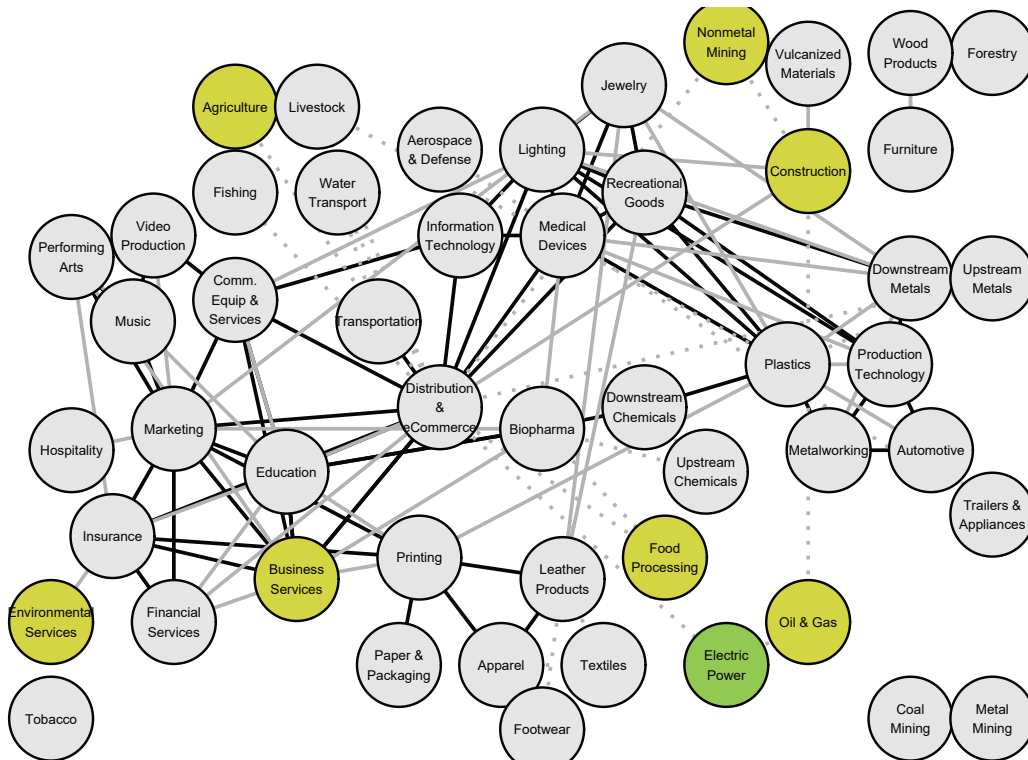 Nonmetal
Mining
Vulcanized
Materials
Wood
Products
Forestry
Jewelry
Agriculture
Livestock
Aerospace
& Defense
Lighting
Furniture
Construction
Fishing
Water
Transport
Recreational
Goods
Video
Production
Performing
Arts
Information
Technology
Medical
Devices
Comm.
Equip &
Services
Downstream
Metals
Upstream
Metals
Music
Transportation
Plastics
Production
Technology
Distribution
&
eCommerce
Downstream
Chemicals
Marketing
Biopharma
Hospitality
Education
Upstream
Chemicals
Metalworking
Automotive
Trailers &
Appliances
Insurance
Printing
Food
Processing
Business
Services
Leather
Products
Environmental
Services
Financial
Services
Oil & Gas
Paper &
Packaging
Apparel
Textiles
Electric
Power
Tobacco
Footwear
Coal
Mining
Metal
Mining